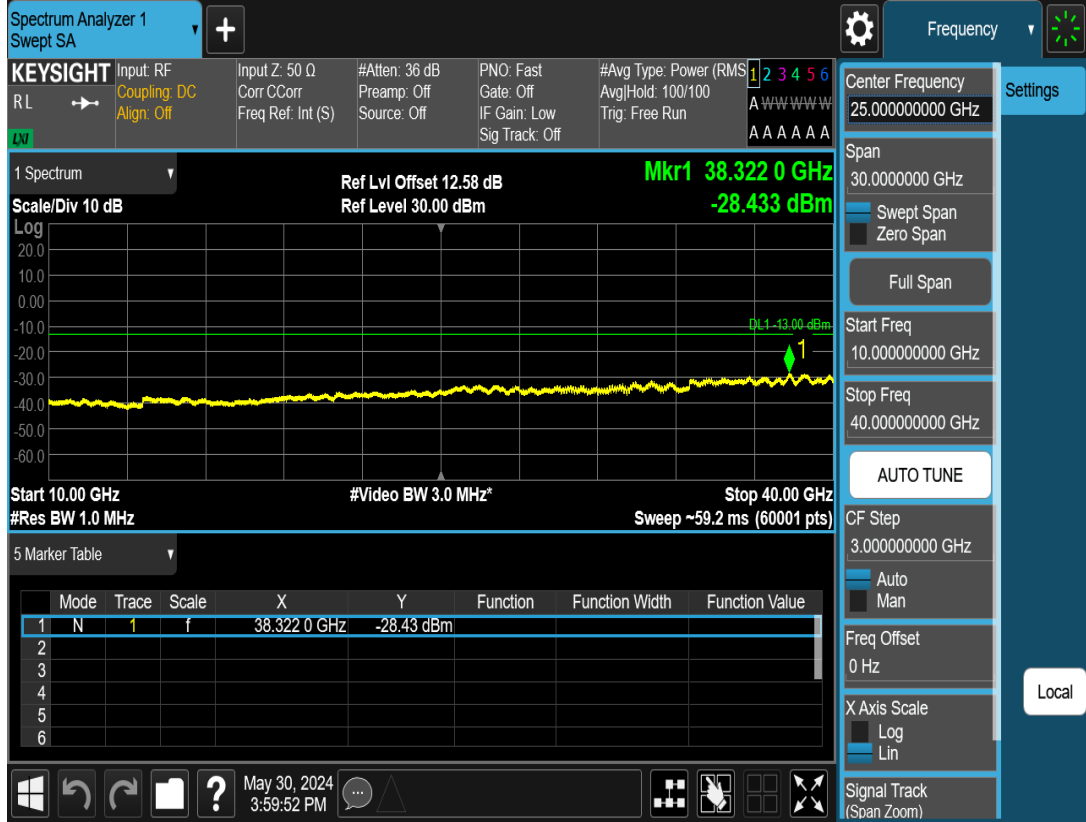 Spectrum Analyzer 1
Swept SA
+
Frequency
KEYSIGHT
RL
LXI
Input: RF
Coupling: DC
Align: Off
Input Z: 50 Ω
Corr CCorr
Freq Ref: Int (S)
#Atten: 36 dB
Preamp: Off
Source: Off
PNO: Fast
Gate: Off
IF Gain: Low
Sig Track: Off
#Avg Type: Power (RMS
Avg|Hold: 100/100
Trig: Free Run
1 2 3 4 5 6
A W W W W W
A A A A A A
1 Spectrum
Scale/Div 10 dB
Ref Lvl Offset 12.58 dB
Ref Level 30.00 dBm
Mkr1 38.322 0 GHz
-28.433 dBm
Log
20.0
10.0
0.00
-10.0
-20.0
-30.0
-40.0
-50.0
-60.0
DL1 -13.00 dBm
1
Start 10.00 GHz
#Res BW 1.0 MHz
#Video BW 3.0 MHz*
Stop 40.00 GHz
Sweep ~59.2 ms (60001 pts)
5 Marker Table
Mode Trace Scale X Y Function Function Width Function Value
1 N 1 f 38.322 0 GHz -28.43 dBm
2
3
4
5
6
?
May 30, 2024
3:59:52 PM
Center Frequency
25.000000000 GHz
Settings
Span
30.0000000 GHz
Swept Span
Zero Span
Full Span
Start Freq
10.000000000 GHz
Stop Freq
40.000000000 GHz
AUTO TUNE
CF Step
3.000000000 GHz
Auto
Man
Freq Offset
0 Hz
Local
X Axis Scale
Log
Lin
Signal Track
(Span Zoom)